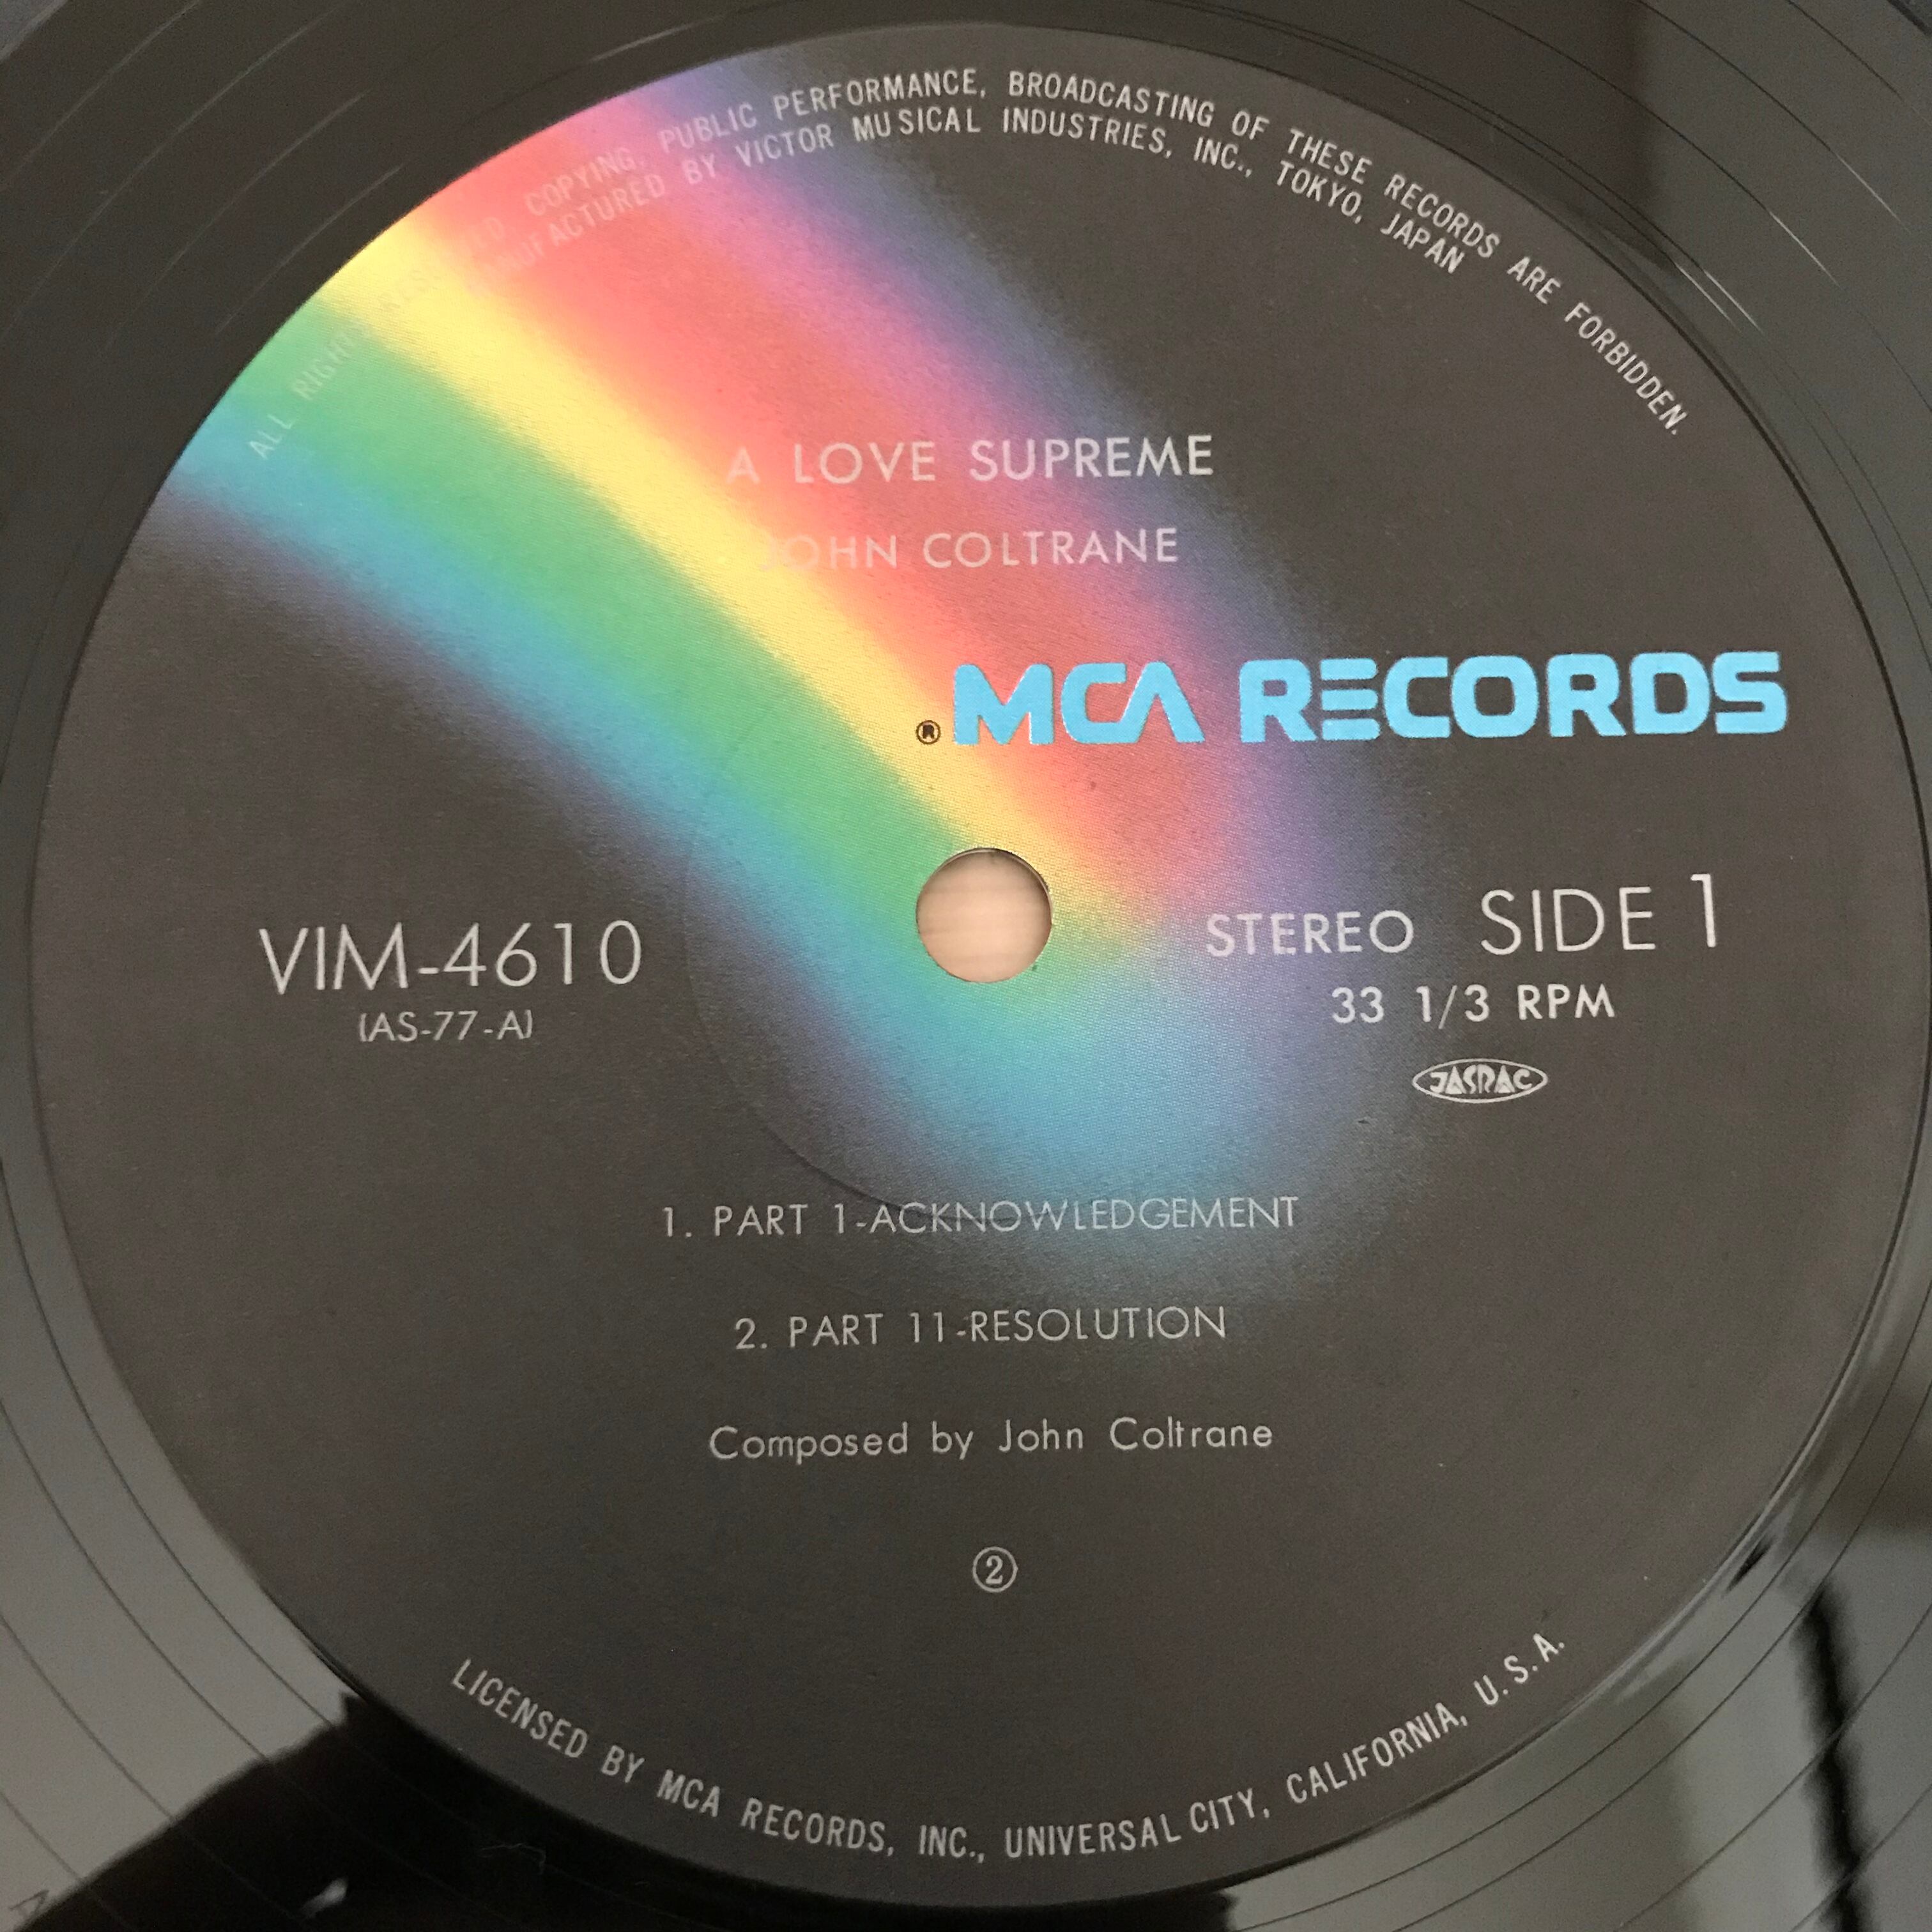 ALL RIGHTS RESERVED COPYING, PUBLIC PERFORMANCE, BROADCASTING OF THESE RECORDS ARE FORBIDDEN.
MANUFACTURED BY VICTOR MUSICAL INDUSTRIES, INC., TOKYO, JAPAN
A LOVE SUPREME
JOHN COLTRANE
® MCA RECORDS
VIM-4610
(AS-77-A)
STEREO SIDE 1
33 1/3 RPM
JASRAC
1. PART 1-ACKNOWLEDGEMENT
2. PART 11-RESOLUTION
Composed by John Coltrane
②
LICENSED BY MCA RECORDS, INC., UNIVERSAL CITY, CALIFORNIA, U.S.A.